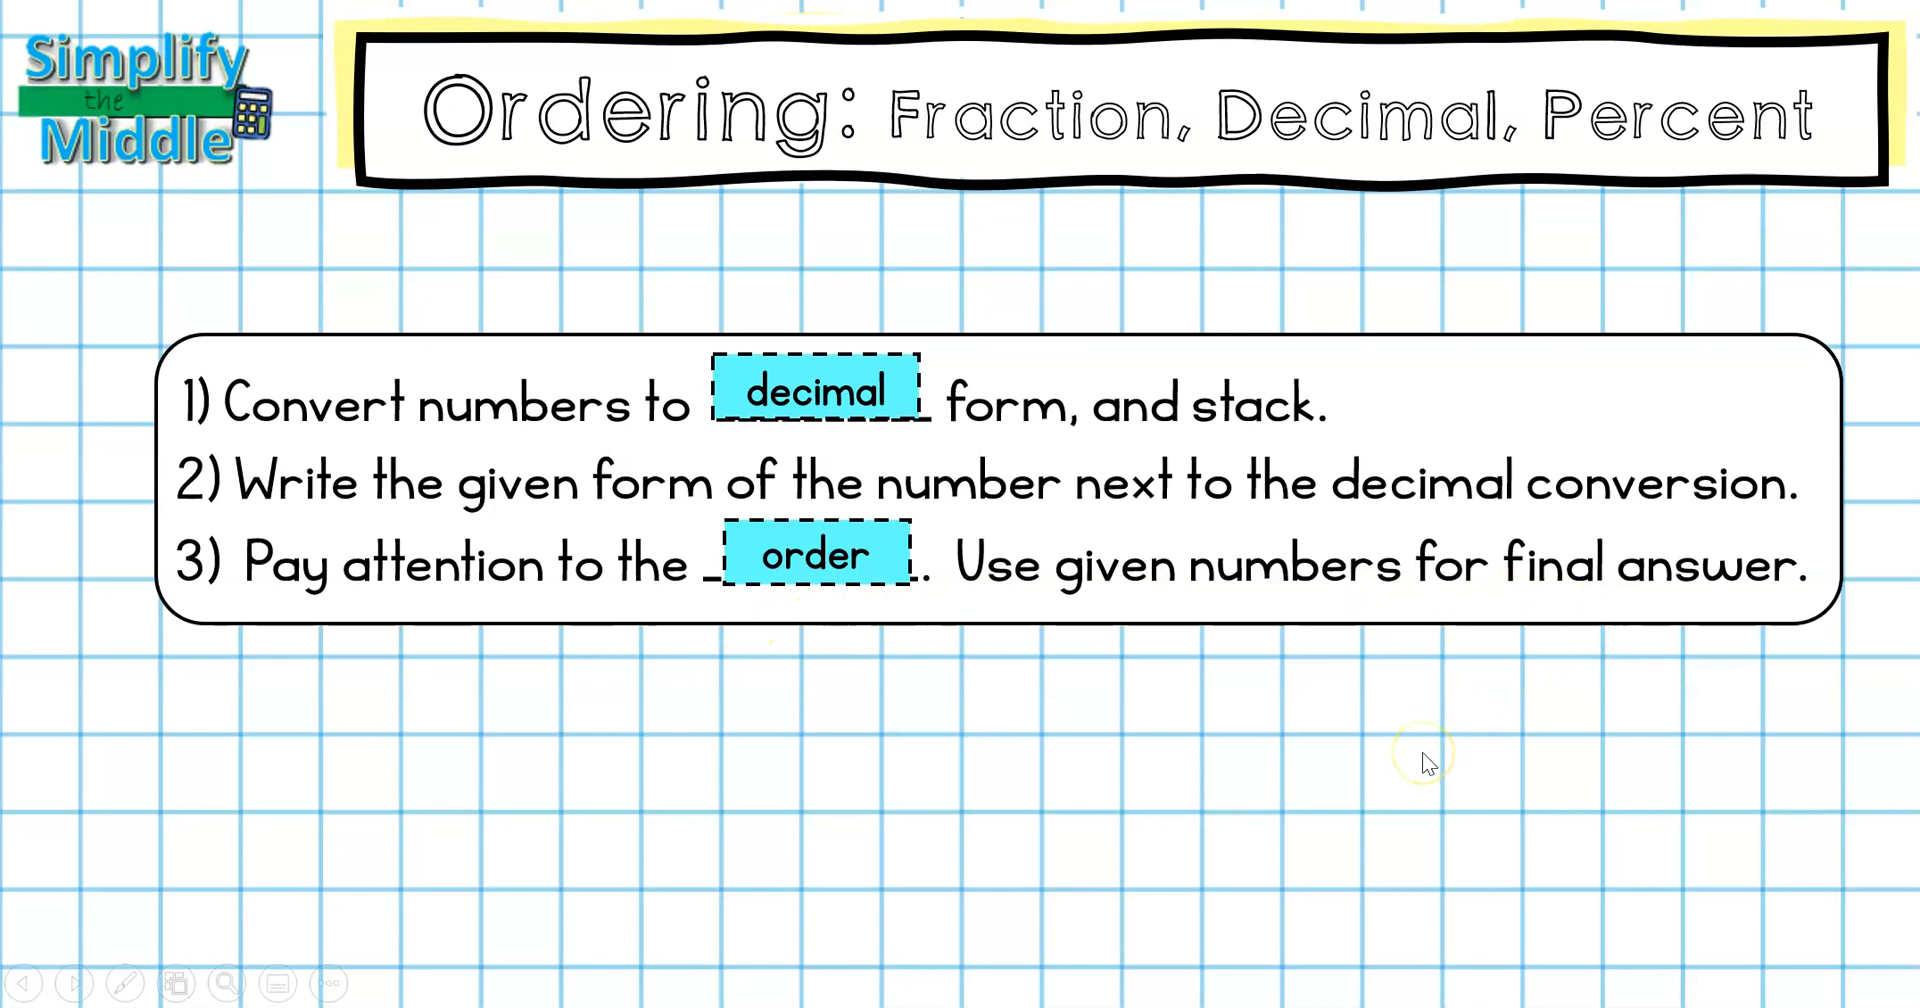 Simplify
the
Middle
Ordering: Fraction, Decimal, Percent
1) Convert numbers to decimal form, and stack.
2) Write the given form of the number next to the decimal conversion.
3) Pay attention to the order. Use given numbers for final answer.